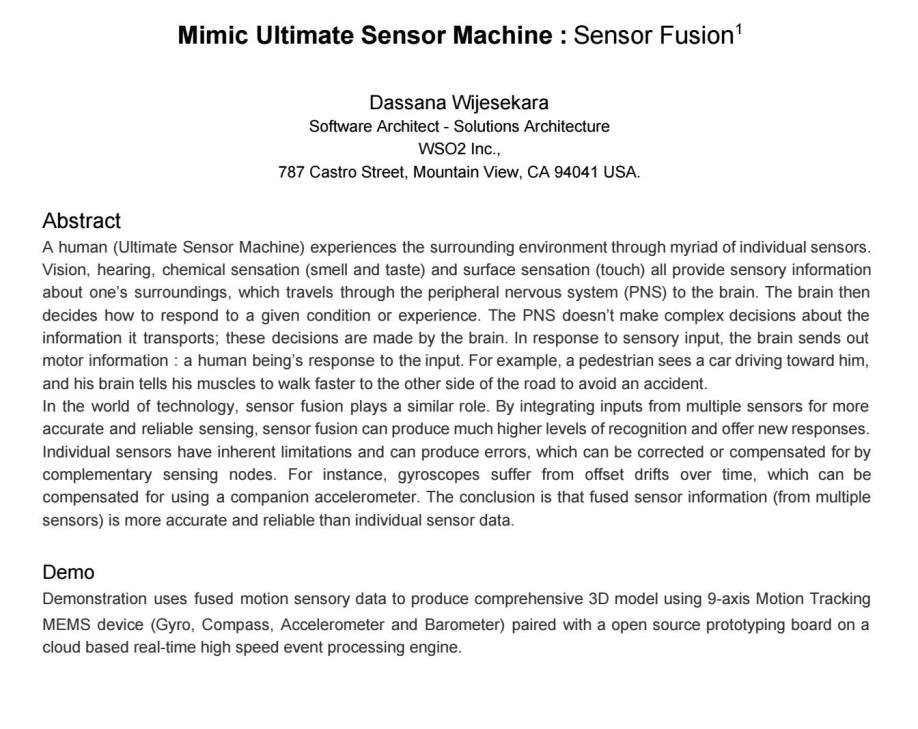 Mimic Ultimate Sensor Machine : Sensor Fusion1
Dassana Wijesekara
Software Architect - Solutions Architecture
WSO2 Inc.,
787 Castro Street, Mountain View, CA 94041 USA.
Abstract
A human (Ultimate Sensor Machine) experiences the surrounding environment through myriad of individual sensors.
Vision, hearing, chemical sensation (smell and taste) and surface sensation (touch) all provide sensory information
about one's surroundings, which travels through the peripheral nervous system (PNS) to the brain. The brain then
decides how to respond to a given condition or experience. The PNS doesn't make complex decisions about the
information it transports; these decisions are made by the brain. In response to sensory input, the brain sends out
motor information : a human being's response to the input. For example, a pedestrian sees a car driving toward him,
and his brain tells his muscles to walk faster to the other side of the road to avoid an accident.
In the world of technology, sensor fusion plays a similar role. By integrating inputs from multiple sensors for more
accurate and reliable sensing, sensor fusion can produce much higher levels of recognition and offer new responses.
Individual sensors have inherent limitations and can produce errors, which can be corrected or compensated for by
complementary sensing nodes. For instance, gyroscopes suffer from offset drifts over time, which can be
compensated for using a companion accelerometer. The conclusion is that fused sensor information (from multiple
sensors) is more accurate and reliable than individual sensor data.
Demo
Demonstration uses fused motion sensory data to produce comprehensive 3D model using 9-axis Motion Tracking
MEMS device (Gyro, Compass, Accelerometer and Barometer) paired with a open source prototyping board on a
cloud based real-time high speed event processing engine.